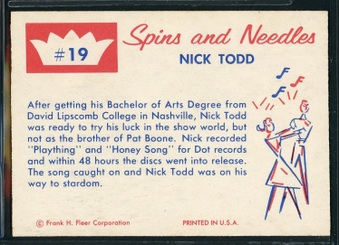 #19
Spins and Needles
NICK TODD
After getting his Bachelor of Arts Degree from
David Lipscomb College in Nashville, Nick Todd
was ready to try his luck in the show world, but
not as the brother of Pat Boone. Nick recorded
"Plaything" and "Honey Song" for Dot records
and within 48 hours the discs went into release.
The song caught on and Nick Todd was on his
way to stardom.
© Frank H. Fleer Corporation
PRINTED IN U.S.A.